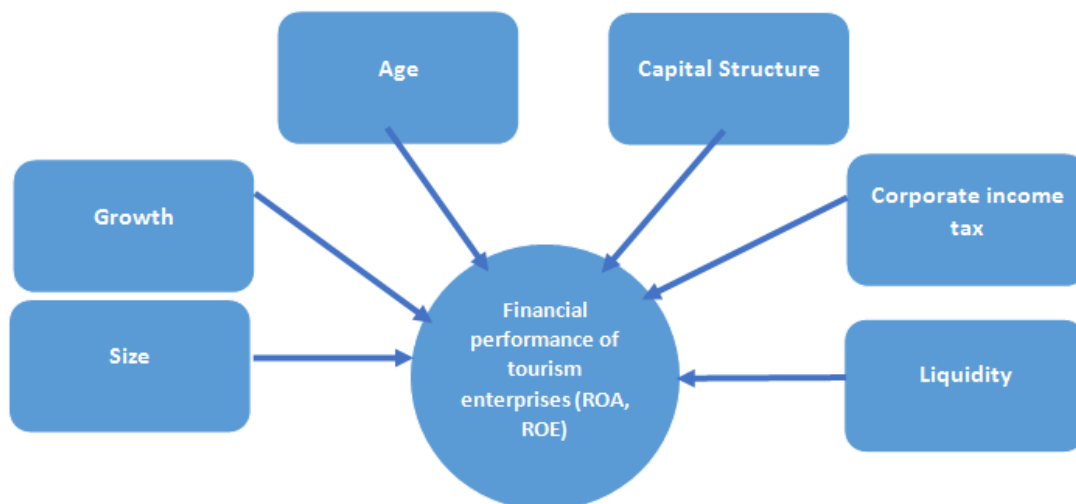 Age
Capital Structure
Growth
Corporate income
tax
Size
Financial
performance of
tourism
enterprises (ROA,
ROE)
Liquidity